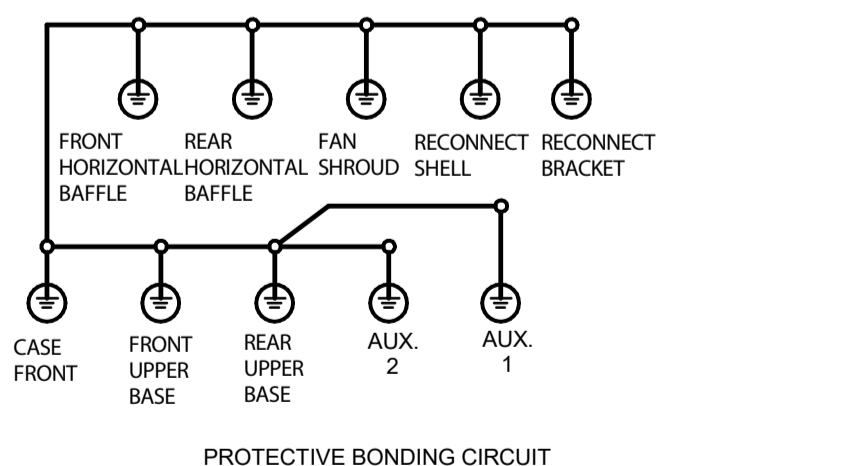 FRONT
HORIZONTAL
BAFFLE
REAR
HORIZONTAL
BAFFLE
FAN
SHROUD
RECONNECT
SHELL
RECONNECT
BRACKET
CASE
FRONT
FRONT
UPPER
BASE
REAR
UPPER
BASE
AUX.
2
AUX.
1
PROTECTIVE BONDING CIRCUIT